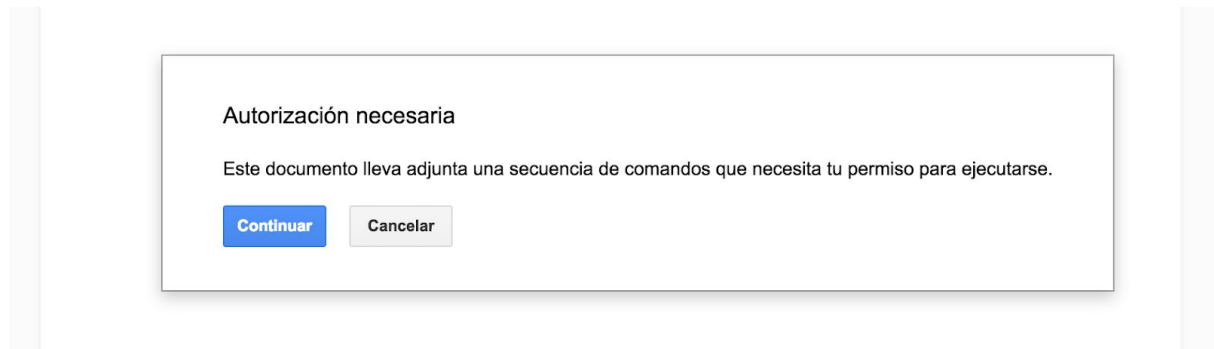 Autorización necesaria
Este documento lleva adjunta una secuencia de comandos que necesita tu permiso para ejecutarse.
Continuar Cancelar